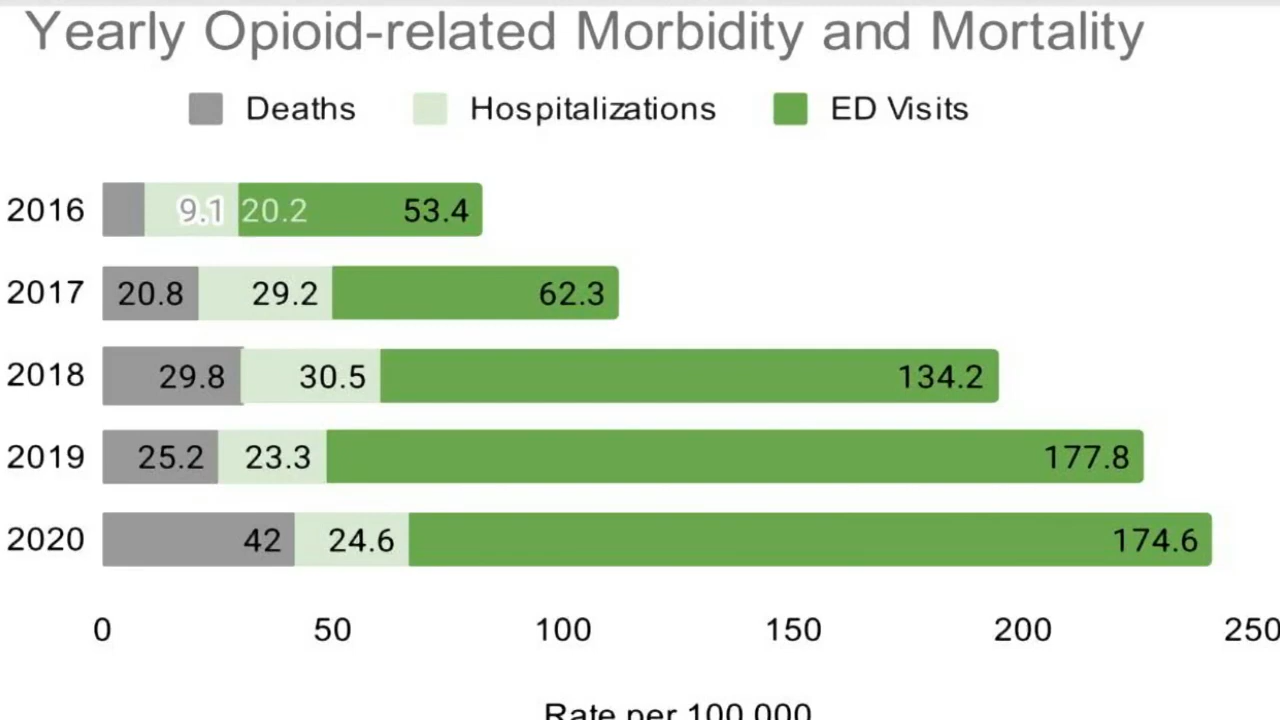 Yearly Opioid-related Morbidity and Mortality
Deaths Hospitalizations ED Visits
2016 9.1 20.2 53.4
2017 20.8 29.2 62.3
2018 29.8 30.5 134.2
2019 25.2 23.3 177.8
2020 42 24.6 174.6
0 50 100 150 200 250
Rate per 100,000